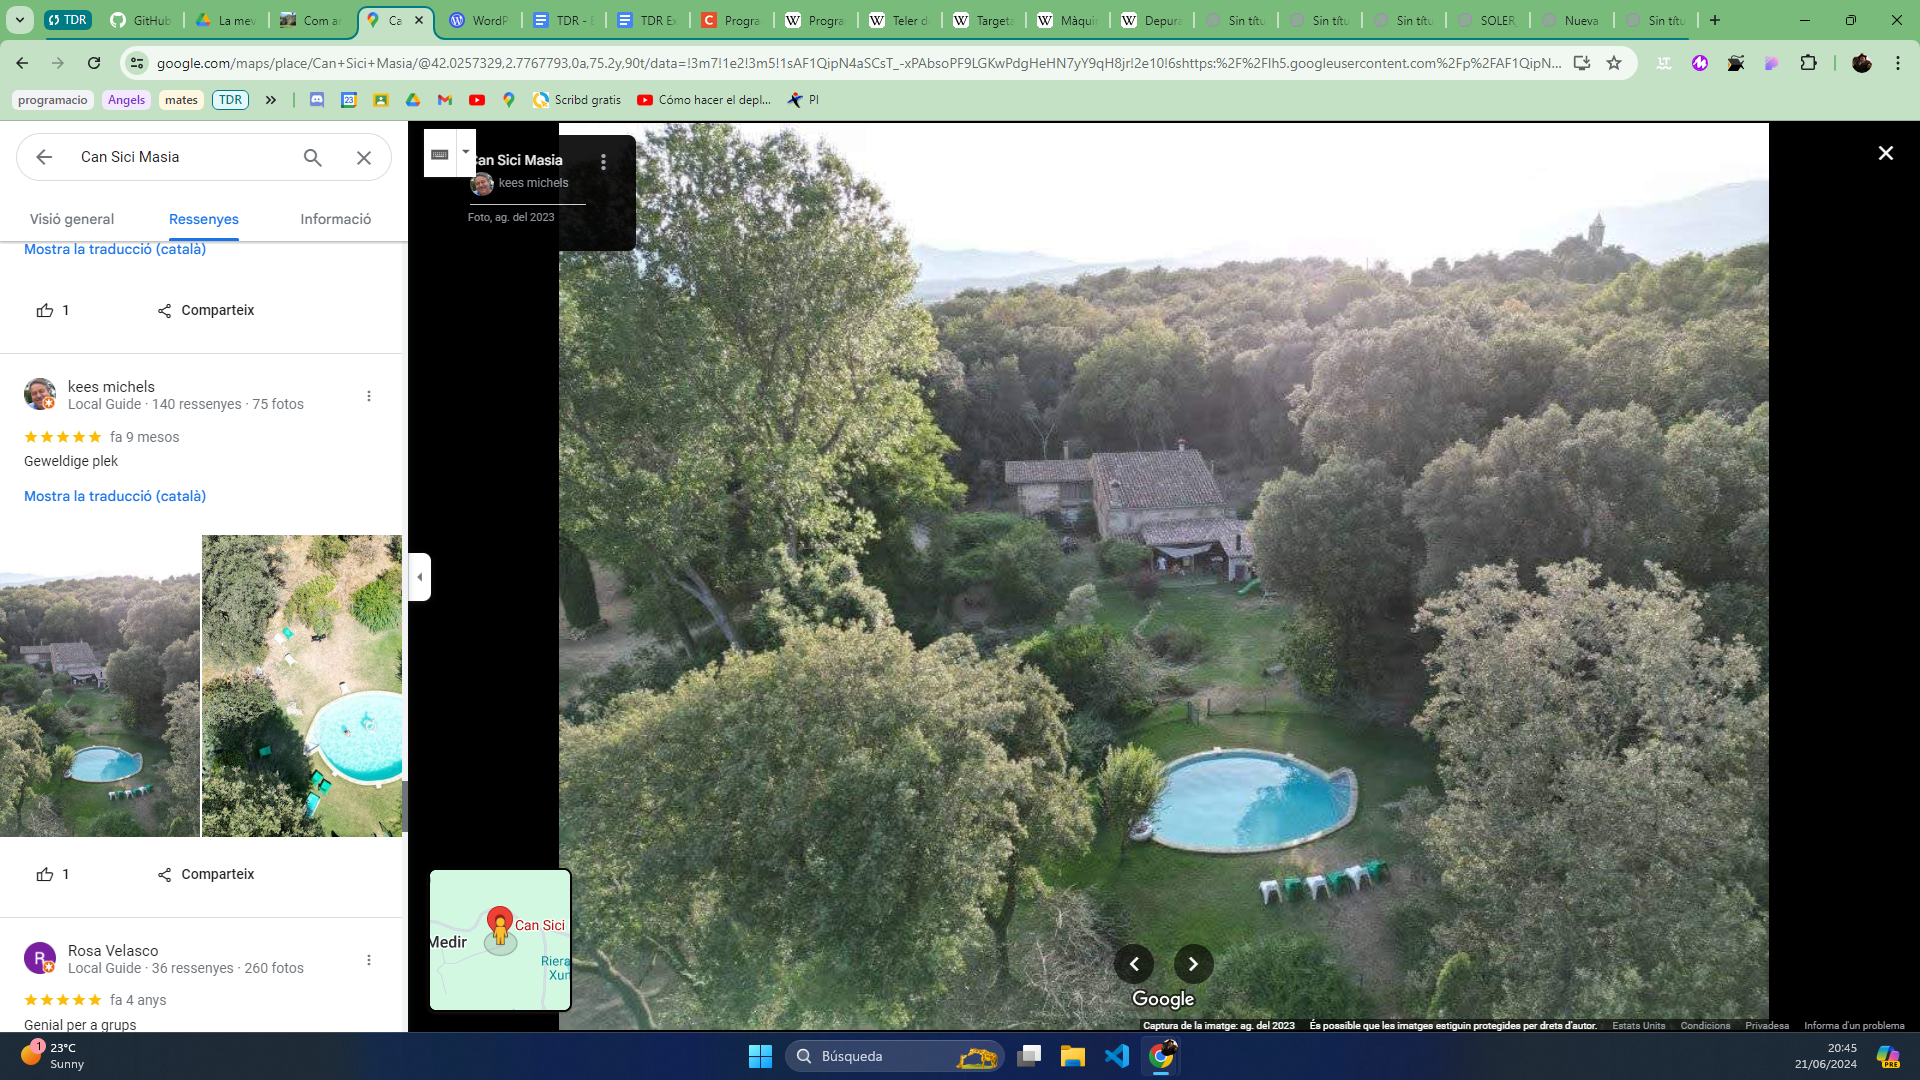 TDR
GitHub
La mev
Com ar
Ca
WordP
TDR - E
TDR Ex
Progra
Progra
Teler d
Targeta
Màquin
Depura
Sin títu
Sin títu
Sin títu
SOLER
Nueva
Sin títu
google.com/maps/place/Can+Sici+Masia/@42.0257329,2.7767793,0a,75.2y,90t/data=!3m7!1e2!3m5!1sAF1QipN4aSCsT_-xPAbsoPF9LGKwPdgHeHN7yY9qH8jr!2e10!6shttps:%2F%2Flh5.googleusercontent.com%2Fp%2FAF1QipN...
programacio
Angels
mates
TDR
Scribd gratis
Cómo hacer el depl...
PI
Can Sici Masia
Visió general
Ressenyes
Informació
Mostra la traducció (català)
1
Comparteix
kees michels
Local Guide · 140 ressenyes · 75 fotos
fa 9 mesos
Geweldige plek
Mostra la traducció (català)
1
Comparteix
R
Rosa Velasco
Local Guide · 36 ressenyes · 260 fotos
fa 4 anys
Genial per a grups
Can Sici Masia
kees michels
Foto, ag. del 2023
Can Sici
Medir
Riera
Xun
Google
Captura de la imatge: ag. del 2023
És possible que les imatges estiguin protegides per drets d'autor.
Estats Units
Condicions
Privadesa
Informa d'un problema
1
23°C
Sunny
Búsqueda
20:45
21/06/2024
PRE